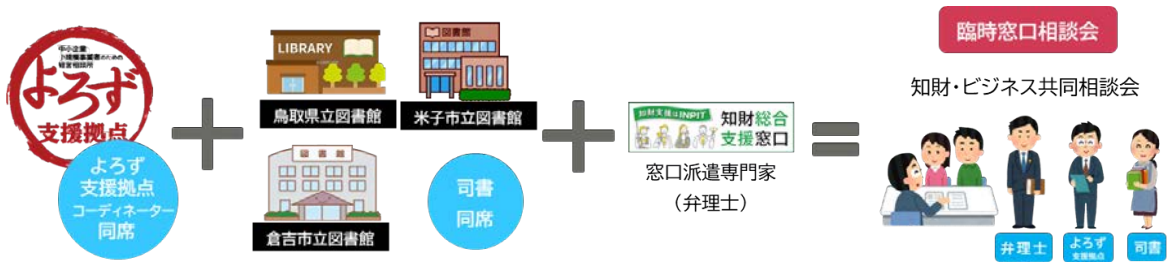 中小企業
小規模事業者のための
経営相談所
よろず
支援拠点
よろず
支援拠点
コーディネーター
同席
LIBRARY
鳥取県立図書館
図書館
米子市立図書館
図書館
倉吉市立図書館
司書
同席
知財支援はINPIT
知財総合
支援窓口
窓口派遣専門家
（弁理士）
臨時窓口相談会
知財・ビジネス共同相談会
弁理士
よろず
支援拠点
司書